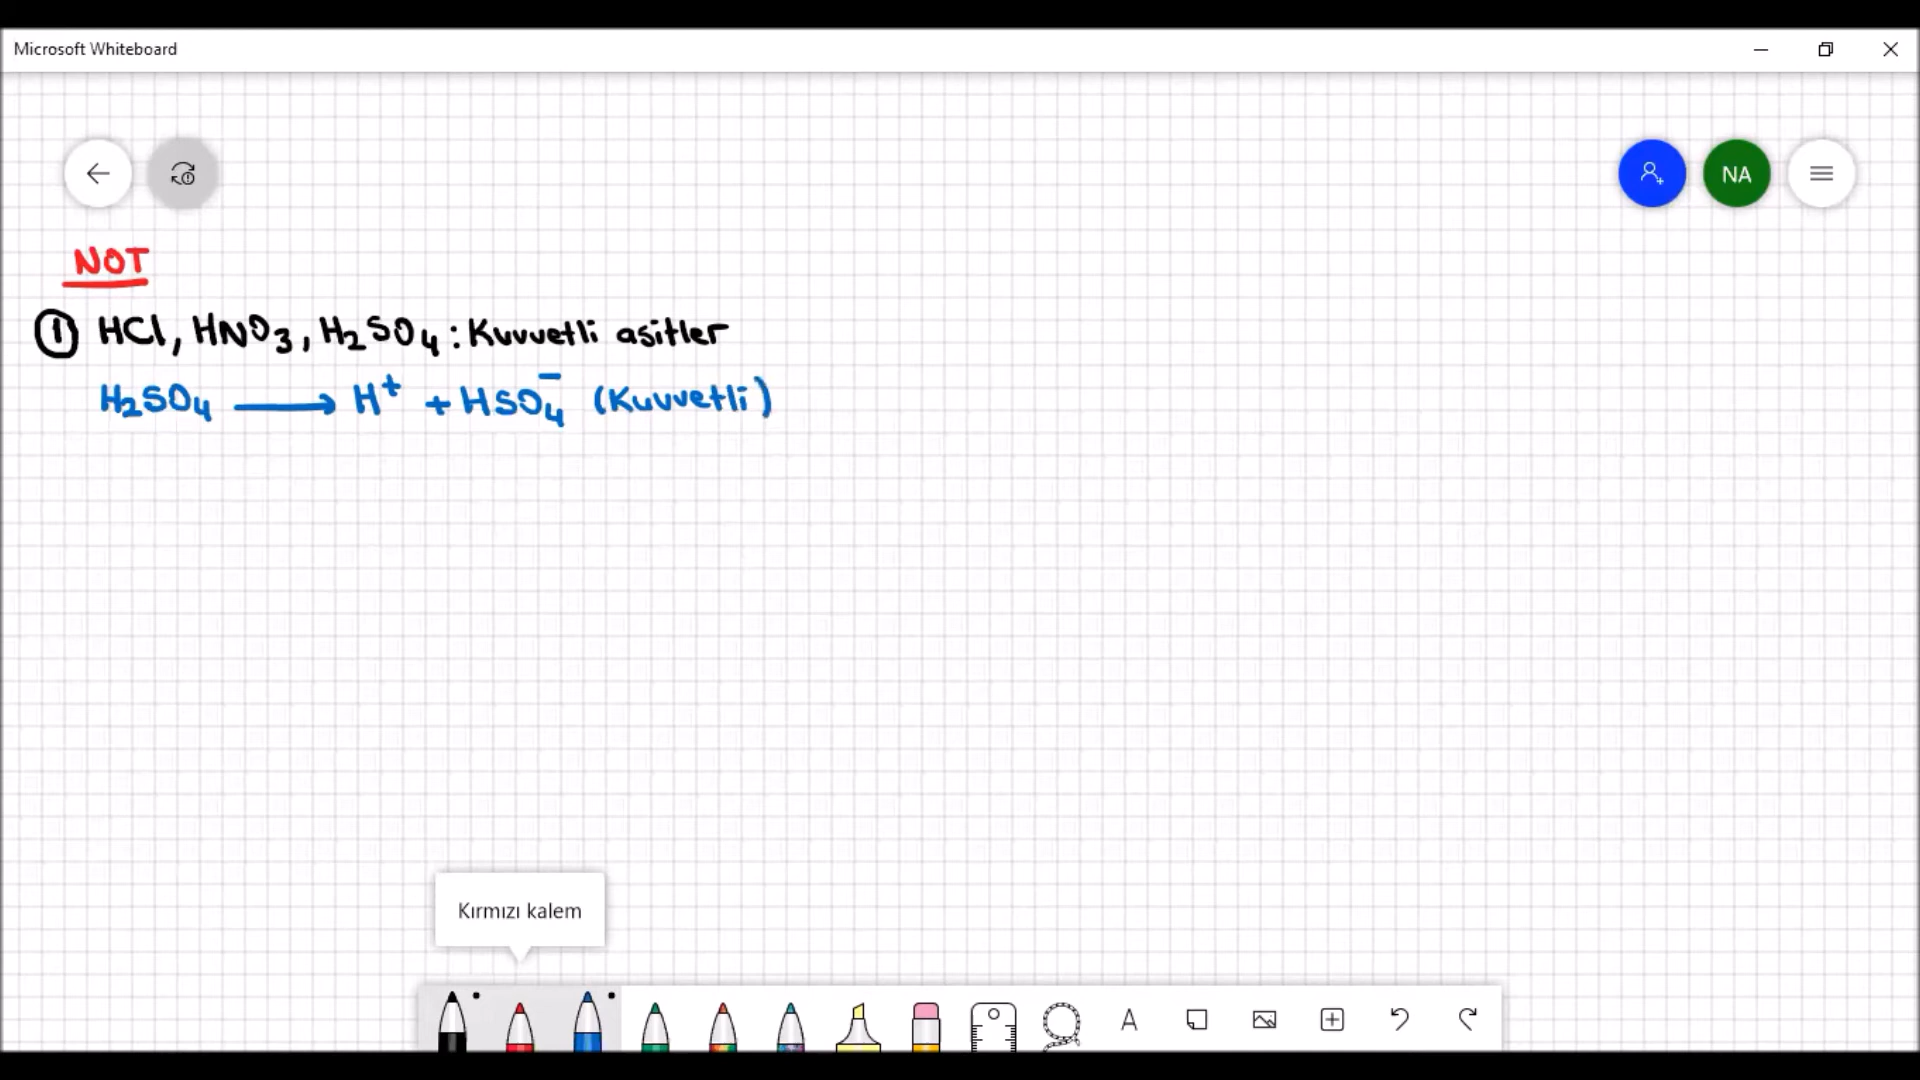 Microsoft Whiteboard
NA
NOT
① HCl, HNO₃, H₂SO₄ : Kuvvetli asitler
H₂SO₄ ⟶ H⁺ + HSO₄⁻ (Kuvvetli)
Kırmızı kalem
A